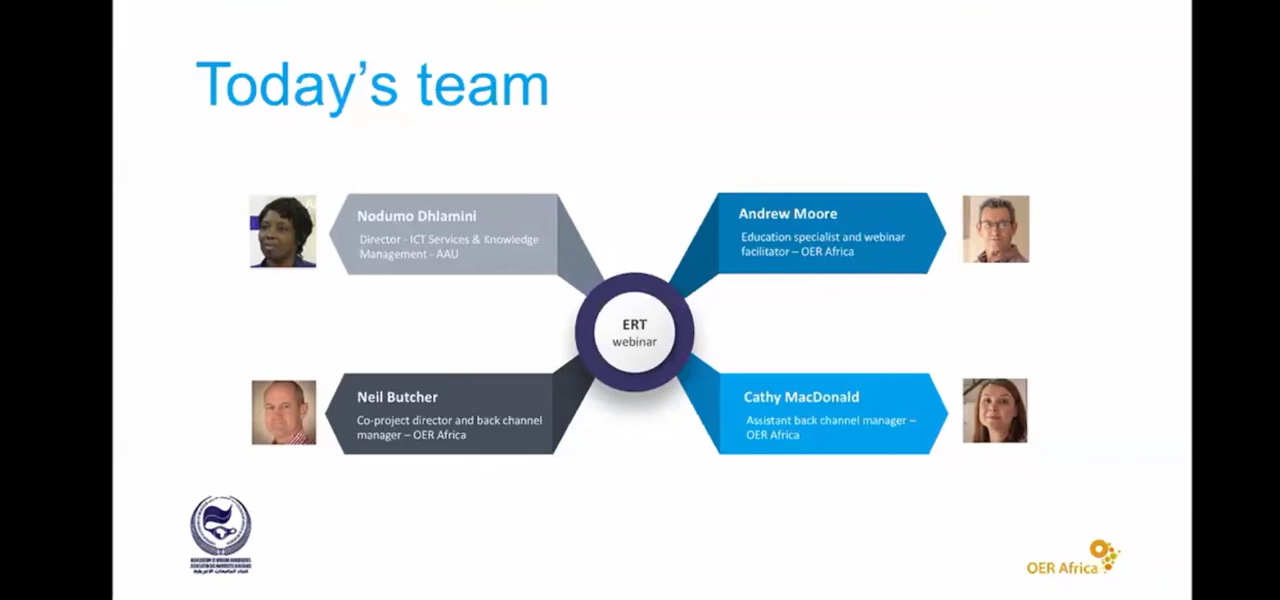 Today's team
Nodumo Dhlamini
Director - ICT Services & Knowledge
Management - AAU
Andrew Moore
Education specialist and webinar
facilitator – OER Africa
ERT
webinar
Neil Butcher
Co-project director and back channel
manager – OER Africa
Cathy MacDonald
Assistant back channel manager –
OER Africa
OER Africa